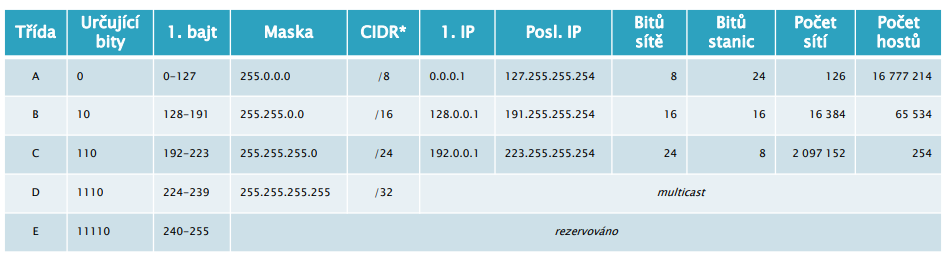 Třída Určující bity 1. bajt Maska CIDR* 1. IP Posl. IP Bitů sítě Bitů stanic Počet sítí Počet hostů
A 0 0–127 255.0.0.0 /8 0.0.0.1 127.255.255.254 8 24 126 16 777 214
B 10 128–191 255.255.0.0 /16 128.0.0.1 191.255.255.254 16 16 16 384 65 534
C 110 192–223 255.255.255.0 /24 192.0.0.1 223.255.255.254 24 8 2 097 152 254
D 1110 224–239 255.255.255.255 /32 multicast
E 11110 240–255 rezervováno